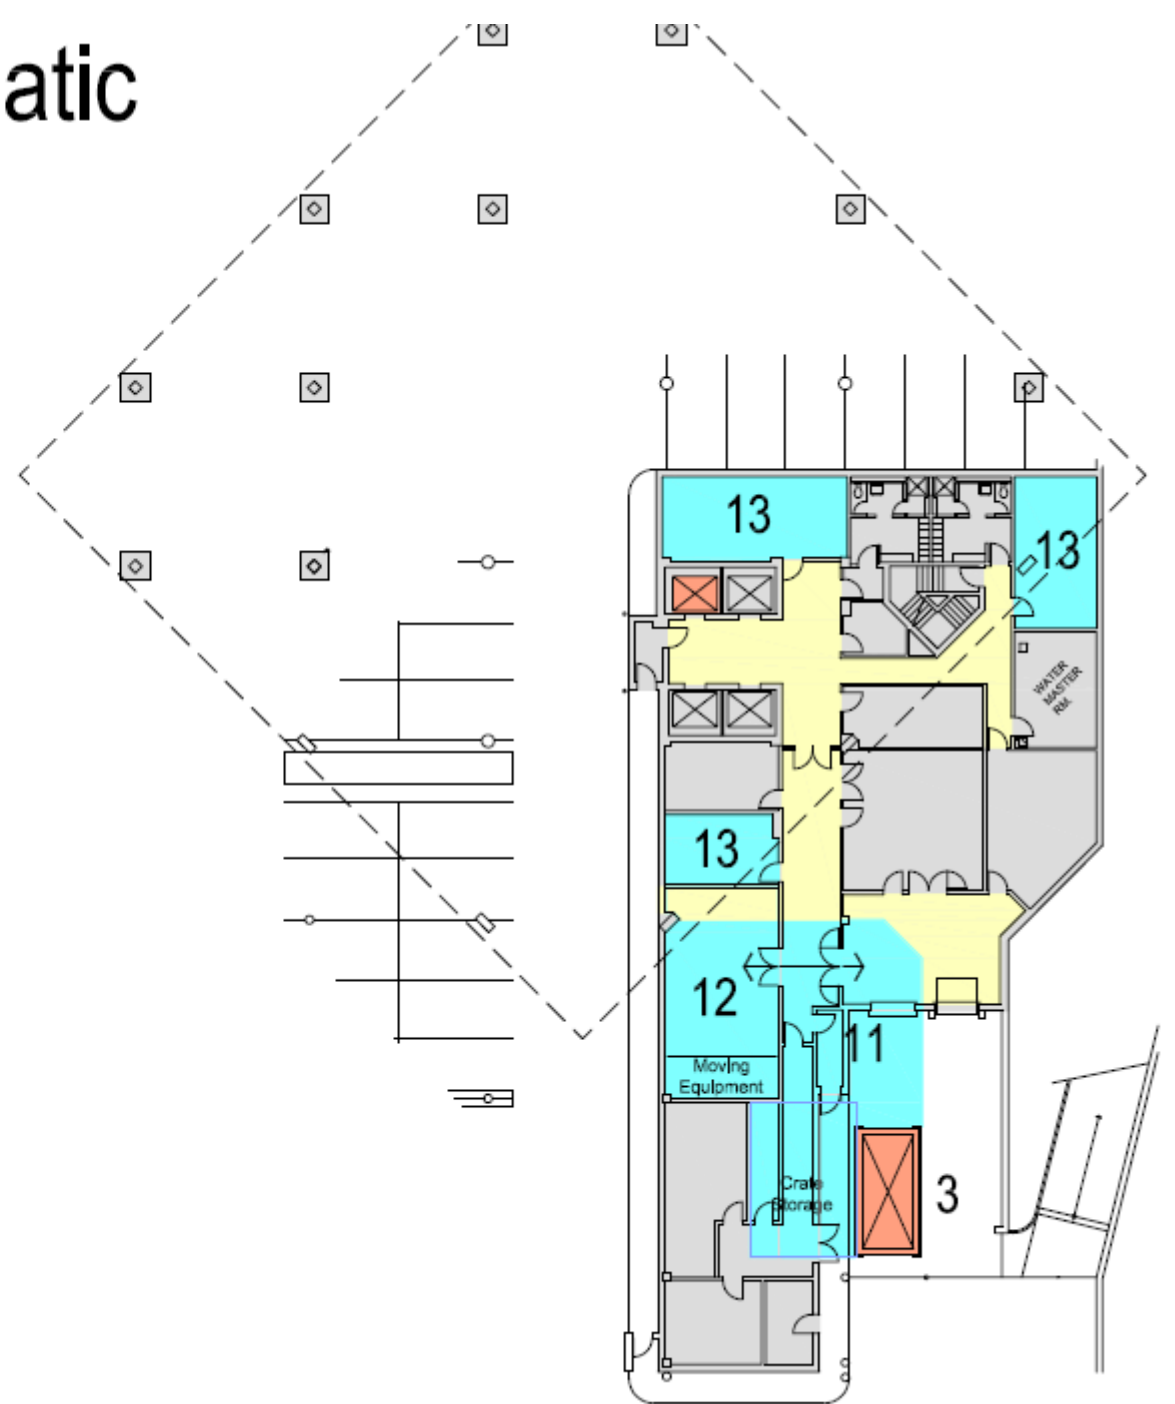 atic
13
13
WATER
MASTER
RM.
13
12
11
Moving
Equipment
Crate
Storage
3